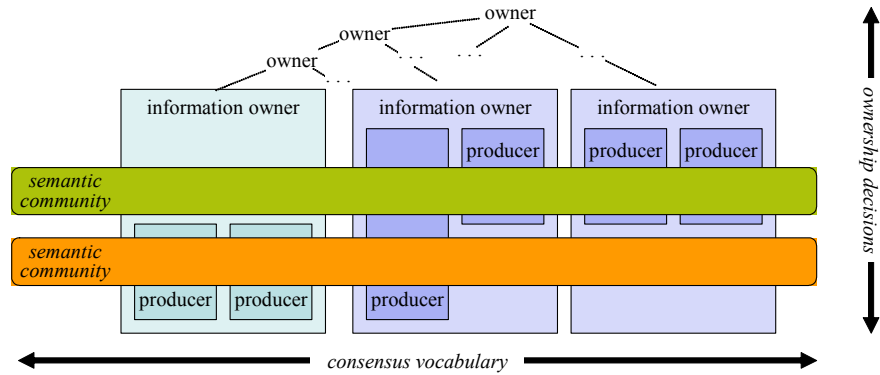 owner
owner
owner
. . .
. . .
. . .
. . .
. . .
information owner
information owner
information owner
producer
producer
producer
semantic
community
semantic
community
producer
producer
producer
consensus vocabulary
ownership decisions